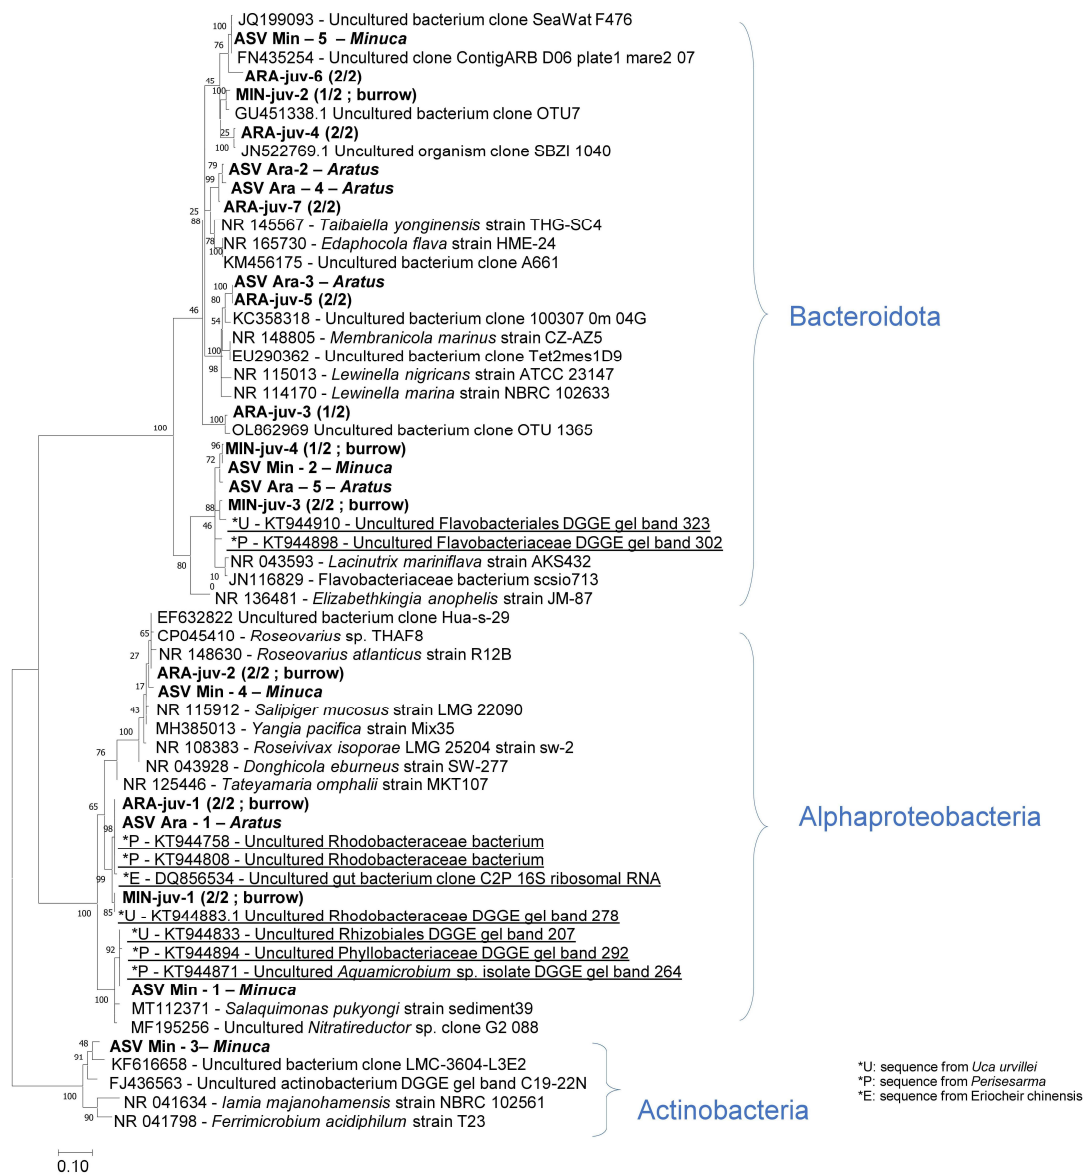 JQ199093 - Uncultured bacterium clone SeaWat F476
100
76
ASV Min – 5 – Minuca
FN435254 - Uncultured clone ContigARB D06 plate1 mare2 07
ARA-juv-6 (2/2)
45
100
MIN-juv-2 (1/2 ; burrow)
GU451338.1 Uncultured bacterium clone OTU7
25
ARA-juv-4 (2/2)
100
JN522769.1 Uncultured organism clone SBZI 1040
79
ASV Ara-2 – Aratus
99
ASV Ara – 4 – Aratus
25
ARA-juv-7 (2/2)
88
NR 145567 - Taibaiella yonginensis strain THG-SC4
78
NR 165730 - Edaphocola flava strain HME-24
100
KM456175 - Uncultured bacterium clone A661
100
ASV Ara-3 – Aratus
80
ARA-juv-5 (2/2)
46
54
KC358318 - Uncultured bacterium clone 100307 0m 04G
Bacteroidota
NR 148805 - Membranicola marinus strain CZ-AZ5
100
EU290362 - Uncultured bacterium clone Tet2mes1D9
98
NR 115013 - Lewinella nigricans strain ATCC 23147
NR 114170 - Lewinella marina strain NBRC 102633
ARA-juv-3 (1/2)
100
100
OL862969 Uncultured bacterium clone OTU 1365
96
MIN-juv-4 (1/2 ; burrow)
72
ASV Min - 2 – Minuca
ASV Ara – 5 – Aratus
88
MIN-juv-3 (2/2 ; burrow)
46
*U - KT944910 - Uncultured Flavobacteriales DGGE gel band 323
*P - KT944898 - Uncultured Flavobacteriaceae DGGE gel band 302
80
NR 043593 - Lacinutrix mariniflava strain AKS432
10
0
JN116829 - Flavobacteriaceae bacterium scsio713
NR 136481 - Elizabethkingia anophelis strain JM-87
EF632822 Uncultured bacterium clone Hua-s-29
65
CP045410 - Roseovarius sp. THAF8
27
NR 148630 - Roseovarius atlanticus strain R12B
ARA-juv-2 (2/2 ; burrow)
17
ASV Min - 4 – Minuca
43
NR 115912 - Salipiger mucosus strain LMG 22090
100
MH385013 - Yangia pacifica strain Mix35
76
NR 108383 - Roseivivax isoporae LMG 25204 strain sw-2
NR 043928 - Donghicola eburneus strain SW-277
NR 125446 - Tateyamaria omphalii strain MKT107
65
ARA-juv-1 (2/2 ; burrow)
98
ASV Ara - 1 – Aratus
Alphaproteobacteria
*P - KT944758 - Uncultured Rhodobacteraceae bacterium
*P - KT944808 - Uncultured Rhodobacteraceae bacterium
99
*E - DQ856534 - Uncultured gut bacterium clone C2P 16S ribosomal RNA
MIN-juv-1 (2/2 ; burrow)
100
85
*U - KT944883.1 Uncultured Rhodobacteraceae DGGE gel band 278
*U - KT944833 - Uncultured Rhizobiales DGGE gel band 207
92
*P - KT944894 - Uncultured Phyllobacteriaceae DGGE gel band 292
*P - KT944871 - Uncultured Aquamicrobium sp. isolate DGGE gel band 264
ASV Min - 1 – Minuca
100
MT112371 - Salaquimonas pukyongi strain sediment39
MF195256 - Uncultured Nitratireductor sp. clone G2 088
48
ASV Min - 3– Minuca
91
KF616658 - Uncultured bacterium clone LMC-3604-L3E2
FJ436563 - Uncultured actinobacterium DGGE gel band C19-22N
100
NR 041634 - Iamia majanohamensis strain NBRC 102561
Actinobacteria
90
NR 041798 - Ferrimicrobium acidiphilum strain T23
*U: sequence from Uca urvillei
*P: sequence from Perisesarma
*E: sequence from Eriocheir chinensis
0.10